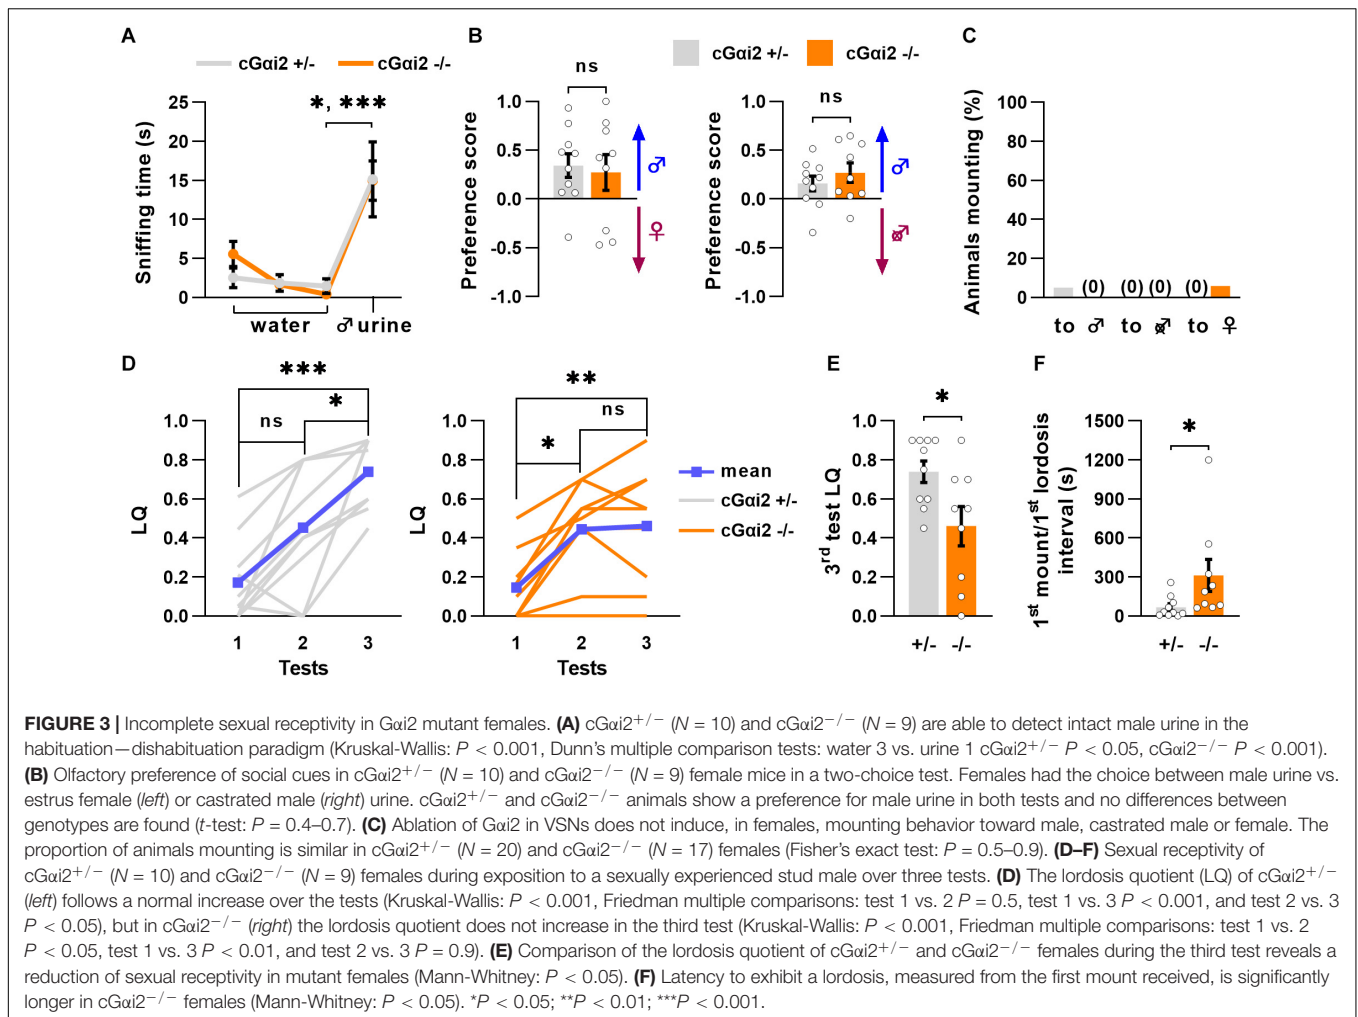 A
cGαi2 +/-
cGαi2 -/-
Sniffing time (s)
25
20
15
10
5
0
*, ***
water
♂ urine
B
cGαi2 +/-
cGαi2 -/-
Preference score
1.0
0.5
0.0
-0.5
-1.0
ns
♂
♀
Preference score
1.0
0.5
0.0
-0.5
-1.0
ns
♂
C
Animals mounting (%)
100
80
60
40
20
0
(0) (0) (0) (0)
to ♂ to to ♀
D
***
ns
*
LQ
1.0
0.8
0.6
0.4
0.2
0.0
1 2 3
Tests
**
ns
*
LQ
1.0
0.8
0.6
0.4
0.2
0.0
1 2 3
Tests
mean
cGαi2 +/-
cGαi2 -/-
E
*
3rd test LQ
1.0
0.8
0.6
0.4
0.2
0.0
+/- -/-
F
*
1st mount/1st lordosis
interval (s)
1500
1200
900
600
300
0
+/- -/-
FIGURE 3 | Incomplete sexual receptivity in Gαi2 mutant females. (A) cGαi2+/− (N = 10) and cGαi2−/− (N = 9) are able to detect intact male urine in the
habituation—dishabituation paradigm (Kruskal-Wallis: P < 0.001, Dunn's multiple comparison tests: water 3 vs. urine 1 cGαi2+/− P < 0.05, cGαi2−/− P < 0.001).
(B) Olfactory preference of social cues in cGαi2+/− (N = 10) and cGαi2−/− (N = 9) female mice in a two-choice test. Females had the choice between male urine vs.
estrus female (left) or castrated male (right) urine. cGαi2+/− and cGαi2−/− animals show a preference for male urine in both tests and no differences between
genotypes are found (t-test: P = 0.4–0.7). (C) Ablation of Gαi2 in VSNs does not induce, in females, mounting behavior toward male, castrated male or female. The
proportion of animals mounting is similar in cGαi2+/− (N = 20) and cGαi2−/− (N = 17) females (Fisher's exact test: P = 0.5–0.9). (D–F) Sexual receptivity of
cGαi2+/− (N = 10) and cGαi2−/− (N = 9) females during exposition to a sexually experienced stud male over three tests. (D) The lordosis quotient (LQ) of cGαi2+/−
(left) follows a normal increase over the tests (Kruskal-Wallis: P < 0.001, Friedman multiple comparisons: test 1 vs. 2 P = 0.5, test 1 vs. 3 P < 0.001, and test 2 vs. 3
P < 0.05), but in cGαi2−/− (right) the lordosis quotient does not increase in the third test (Kruskal-Wallis: P < 0.001, Friedman multiple comparisons: test 1 vs. 2
P < 0.05, test 1 vs. 3 P < 0.01, and test 2 vs. 3 P = 0.9). (E) Comparison of the lordosis quotient of cGαi2+/− and cGαi2−/− females during the third test reveals a
reduction of sexual receptivity in mutant females (Mann-Whitney: P < 0.05). (F) Latency to exhibit a lordosis, measured from the first mount received, is significantly
longer in cGαi2−/− females (Mann-Whitney: P < 0.05). *P < 0.05; **P < 0.01; ***P < 0.001.